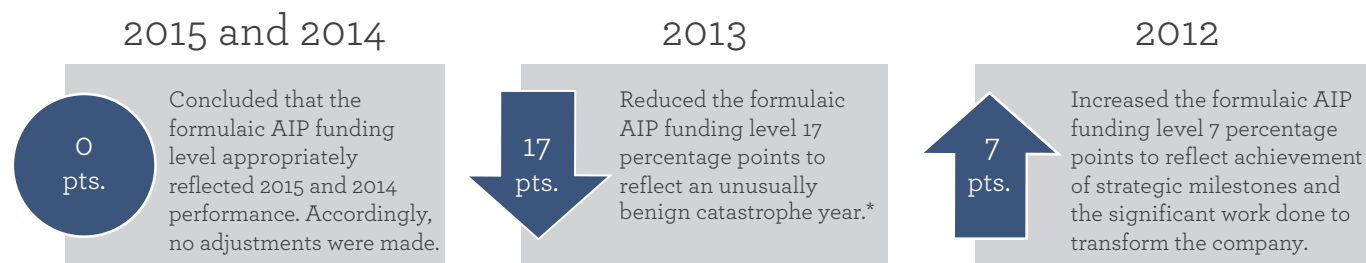 2015 and 2014
0
pts.
Concluded that the
formulaic AIP funding
level appropriately
reflected 2015 and 2014
performance. Accordingly,
no adjustments were made.
2013
17
pts.
Reduced the formulaic
AIP funding level 17
percentage points to
reflect an unusually
benign catastrophe year.*
2012
7
pts.
Increased the formulaic AIP
funding level 7 percentage
points to reflect achievement
of strategic milestones and
the significant work done to
transform the company.